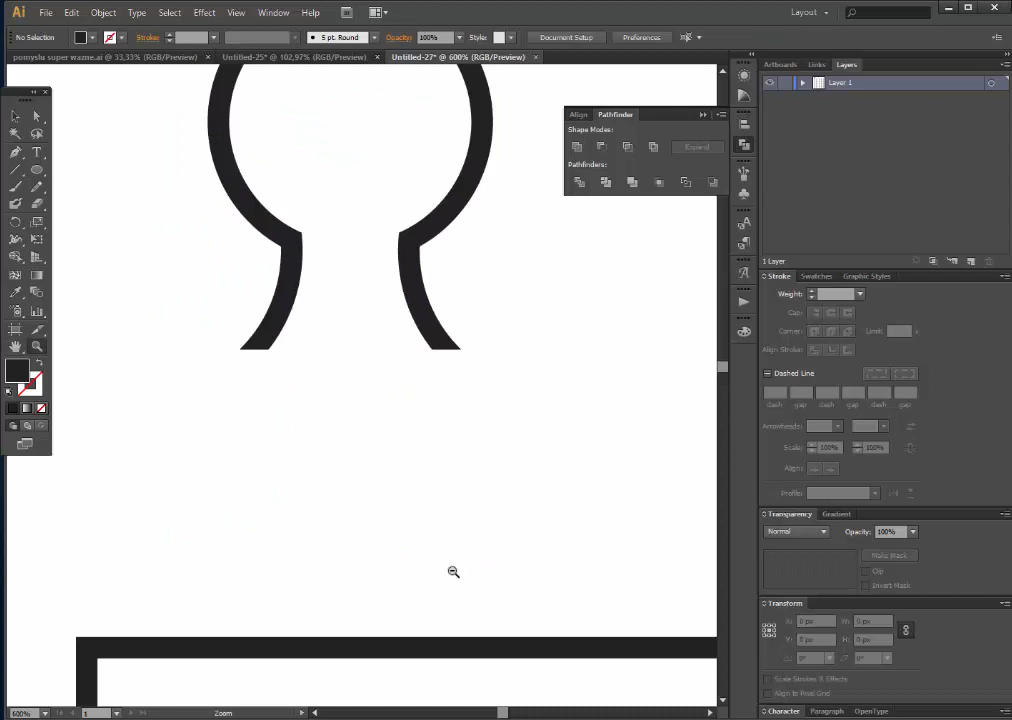 Ai File Edit Object Type Select Effect View Window Help Layout
No Selection Stroke: 5 pt. Round Opacity: 100% Style: Document Setup Preferences
pomyslu super wazne.ai @ 33,33% (RGB/Preview) × Untitled-25* @ 102,97% (RGB/Preview) × Untitled-27* @ 600% (RGB/Preview) ×
Artboards Links Layers
Layer 1
Align Pathfinder
Shape Modes:
Expand
Pathfinders:
1 Layer
Stroke Swatches Graphic Styles
Weight:
Cap:
Corner: Limit:
Align Stroke:
Dashed Line
dash gap dash gap dash gap
Arrowheads:
Scale: 100% 100%
Align:
Profile:
Transparency Gradient
Normal Opacity: 100%
Make Mask
Clip
Invert Mask
Transform
X: 0 px W: 0 px
Y: 0 px H: 0 px
0° 0°
Scale Strokes & Effects
Align to Pixel Grid
Character Paragraph OpenType
600% 1 Zoom